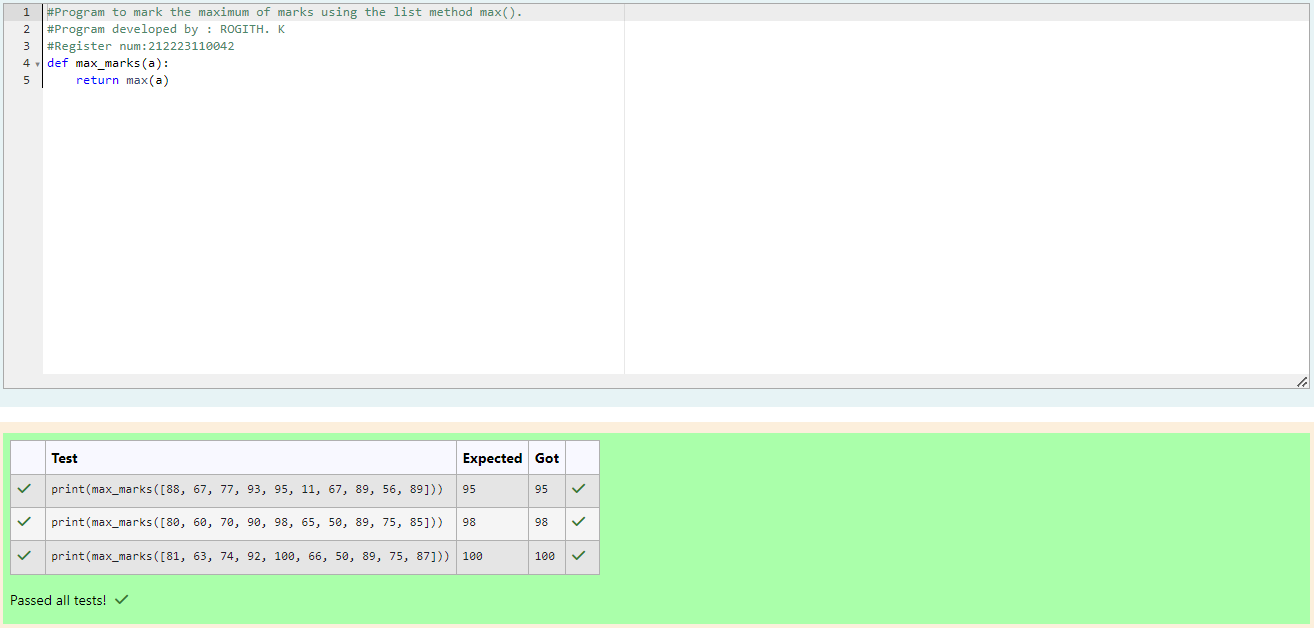 1 #Program to mark the maximum of marks using the list method max().
2 #Program developed by : ROGITH. K
3 #Register num:212223110042
4 def max_marks(a):
5     return max(a)
Test Expected Got
print(max_marks([88, 67, 77, 93, 95, 11, 67, 89, 56, 89])) 95 95
print(max_marks([80, 60, 70, 90, 98, 65, 50, 89, 75, 85])) 98 98
print(max_marks([81, 63, 74, 92, 100, 66, 50, 89, 75, 87])) 100 100
Passed all tests!